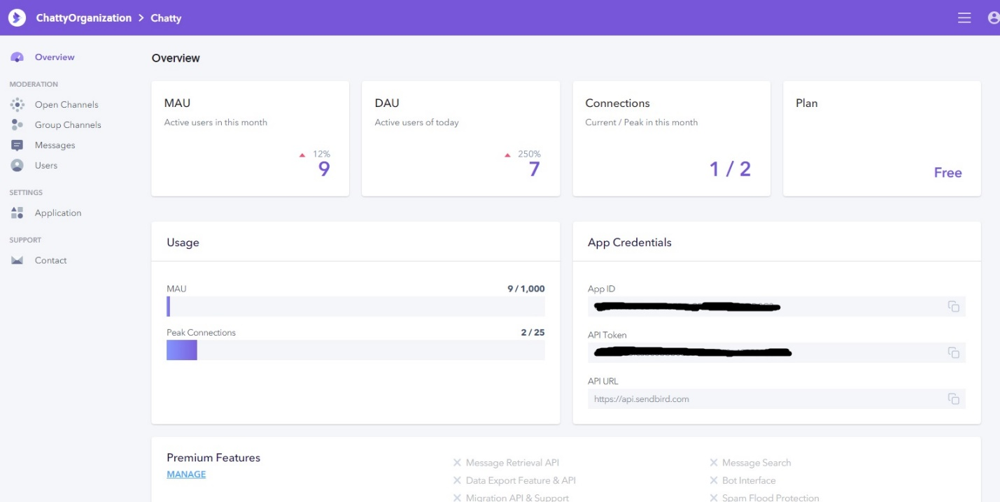 ChattyOrganization > Chatty
Overview
MODERATION
Open Channels
Group Channels
Messages
Users
SETTINGS
Application
SUPPORT
Contact
Overview
MAU
Active users in this month
12%
9
DAU
Active users of today
250%
7
Connections
Current / Peak in this month
1 / 2
Plan
Free
Usage
MAU 9 / 1,000
Peak Connections 2 / 25
App Credentials
App ID
API Token
API URL
https://api.sendbird.com
Premium Features
MANAGE
Message Retrieval API
Data Export Feature & API
Migration API & Support
Message Search
Bot Interface
Spam Flood Protection